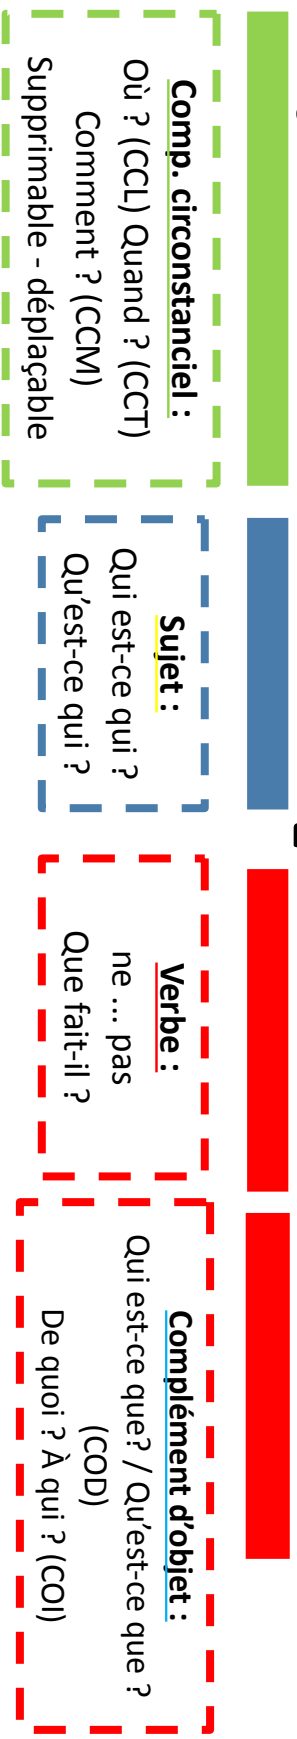 Comp. circonstanciel :
Où ? (CCL) Quand ? (CCT)
Comment ? (CCM)
Supprimable - déplaçable
Sujet :
Qui est-ce qui ?
Qu’est-ce qui ?
Verbe :
ne ... pas
Que fait-il ?
Complément d’objet :
Qui est-ce que? / Qu’est-ce que ?
(COD)
De quoi ? À qui ? (COI)